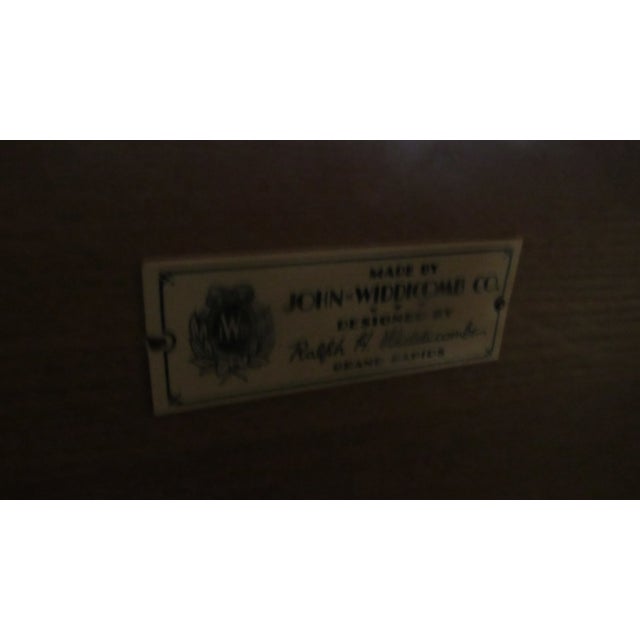 MADE BY
JOHN-WIDDICOMB CO.
DESIGNED BY
Ralph H. Widdicomb
GRAND RAPIDS
W